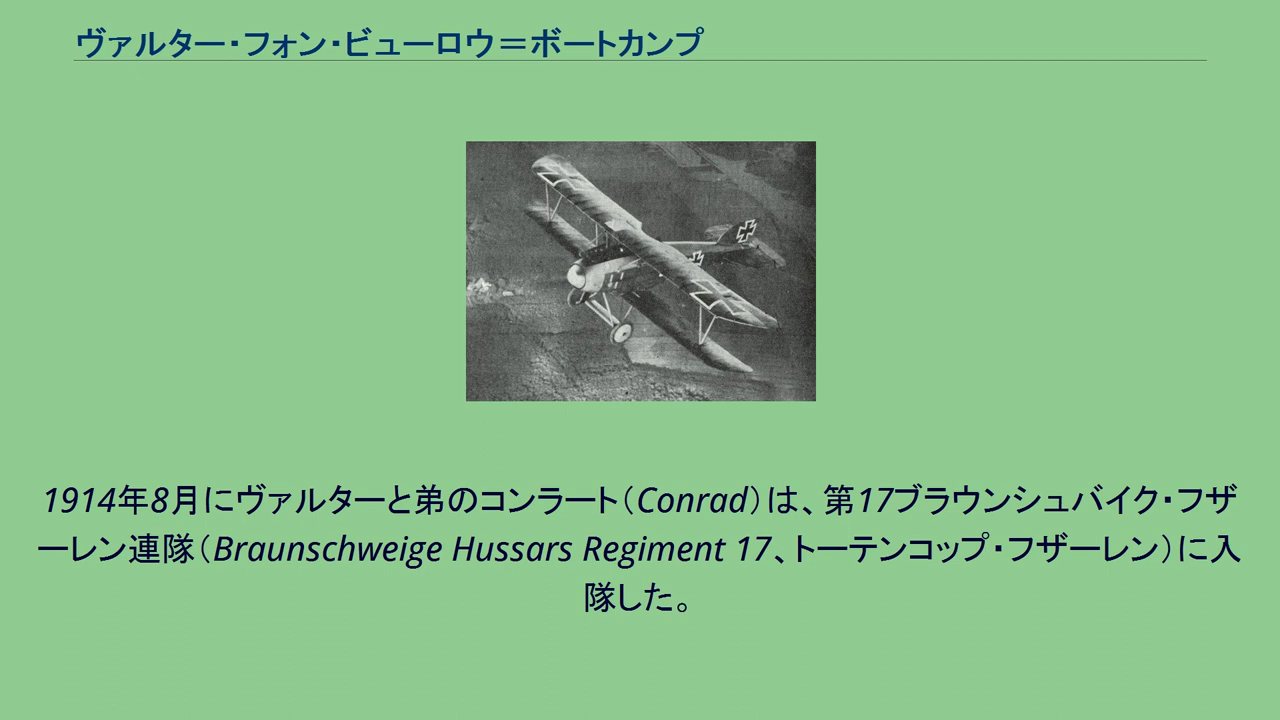 ヴァルター・フォン・ビューロウ＝ボートカンプ
1914年8月にヴァルターと弟のコンラート（Conrad）は、第17ブラウンシュバイク・フザ
ーレン連隊（Braunschweige Hussars Regiment 17、トーテンコップ・フザーレン）に入
隊した。